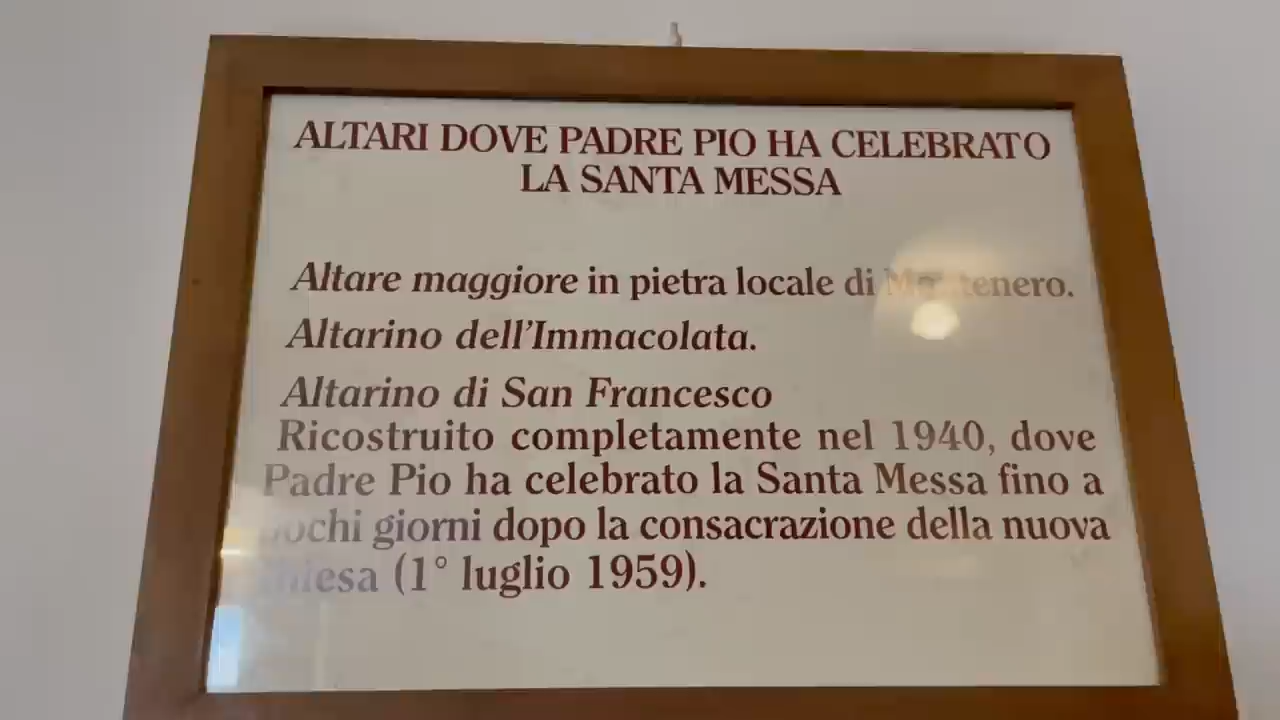 ALTARI DOVE PADRE PIO HA CELEBRATO
LA SANTA MESSA
Altare maggiore in pietra locale di Montenero.
Altarino dell'Immacolata.
Altarino di San Francesco
Ricostruito completamente nel 1940, dove
Padre Pio ha celebrato la Santa Messa fino a
pochi giorni dopo la consacrazione della nuova
chiesa (1° luglio 1959).